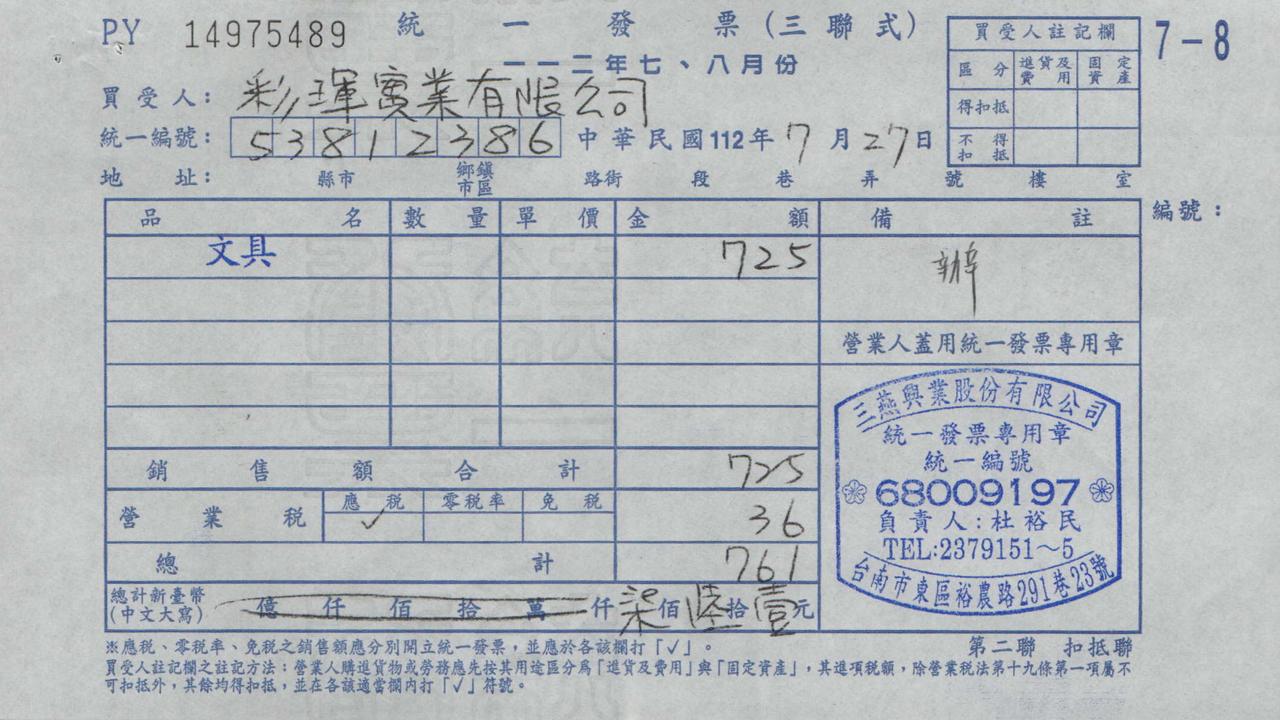 PY 14975489 統一發票(三聯式) 7-8
一一二年七、八月份
買受人註記欄
區分 進貨及費用 固定資產
得扣抵
不得扣抵
買受人: 彩琿實業有限公司
統一編號: 53812386 中華民國112年7月27日
地址: 縣市 鄉鎮市區 路街 段 巷 弄 號 樓 室
品名 數量 單價 金額 備註 編號:
文具 725 辦
營業人蓋用統一發票專用章
三燕興業股份有限公司
統一發票專用章
統一編號
68009197
負責人:杜裕民
TEL:2379151~5
台南市東區裕農路291巷23號
銷售額合計 725
營業稅 應稅 零稅率 免稅 36
✓
總計 761
總計新臺幣(中文大寫) 億仟佰拾萬仟柒佰陸拾壹元
第二聯 扣抵聯
※應稅、零稅率、免稅之銷售額應分別開立統一發票,並應於各該欄打「✓」。
買受人註記欄之註記方法:營業人購進貨物或勞務應先按其用途區分為「進貨及費用」與「固定資產」,其進項稅額,除營業稅法第十九條第一項屬不
可扣抵外,其餘均得扣抵,並在各該適當欄內打「✓」符號。